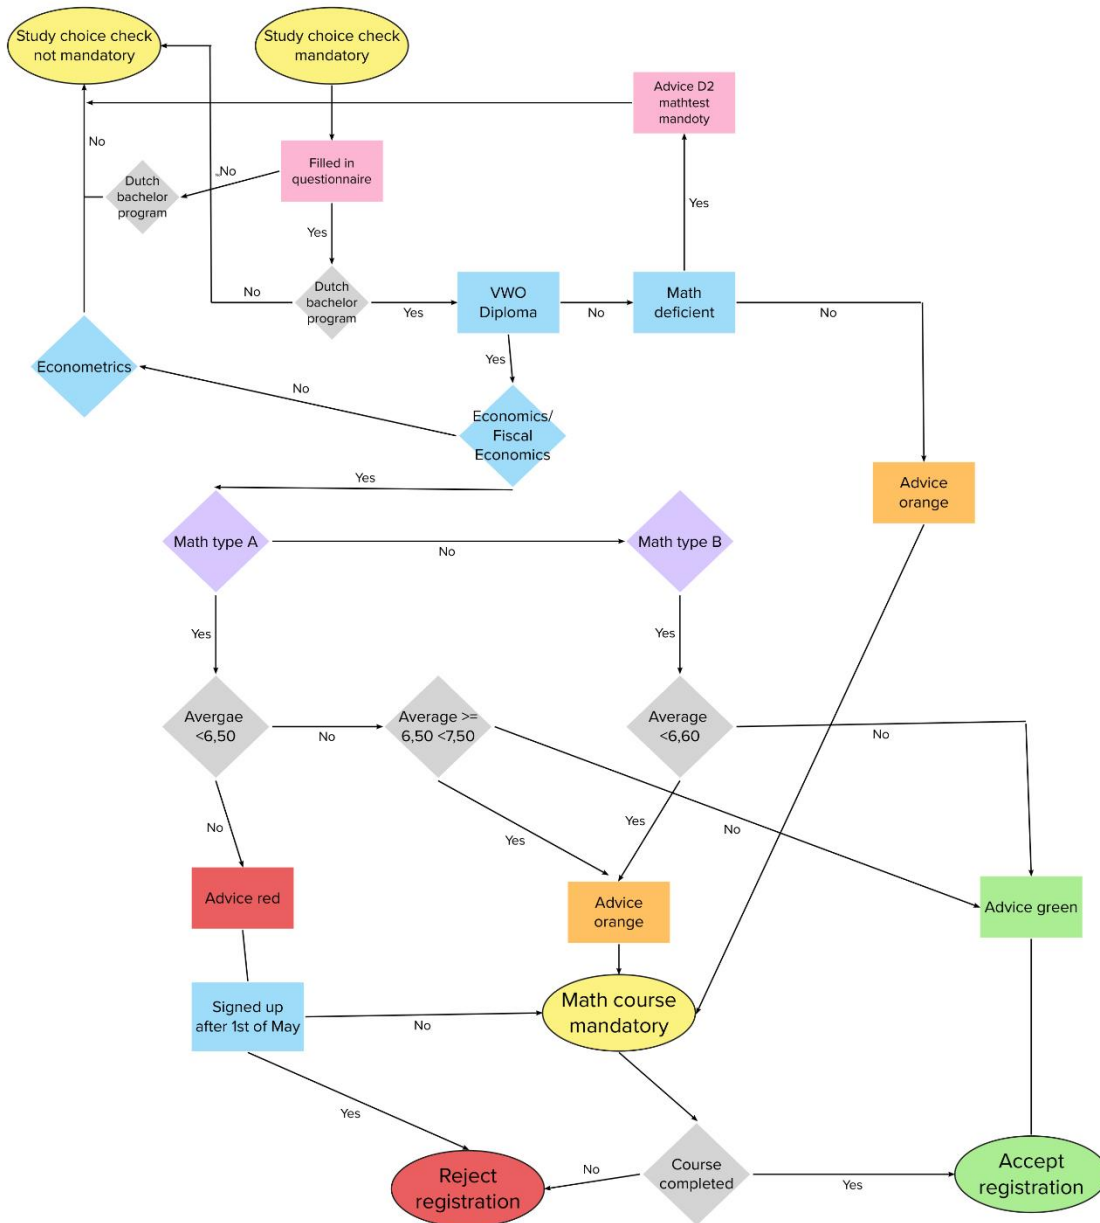 Study choice check
not mandatory
Study choice check
mandatory
Advice D2
mathtest
mandoty
No
Dutch
bachelor
program
No
Filled in
questionnaire
Yes
Yes
No
Dutch
bachelor
program
Yes
VWO
Diploma
No
Math
deficient
No
Yes
Econometrics
No
Economics/
Fiscal
Economics
Yes
Advice
orange
Math type A
No
Math type B
Yes
Yes
Avergae
<6,50
No
Average >=
6,50 <7,50
Average
<6,60
No
No
Yes
Yes
No
Advice red
Advice
orange
Advice green
Signed up
after 1st of May
No
Math course
mandatory
Yes
Reject
registration
No
Course
completed
Yes
Accept
registration